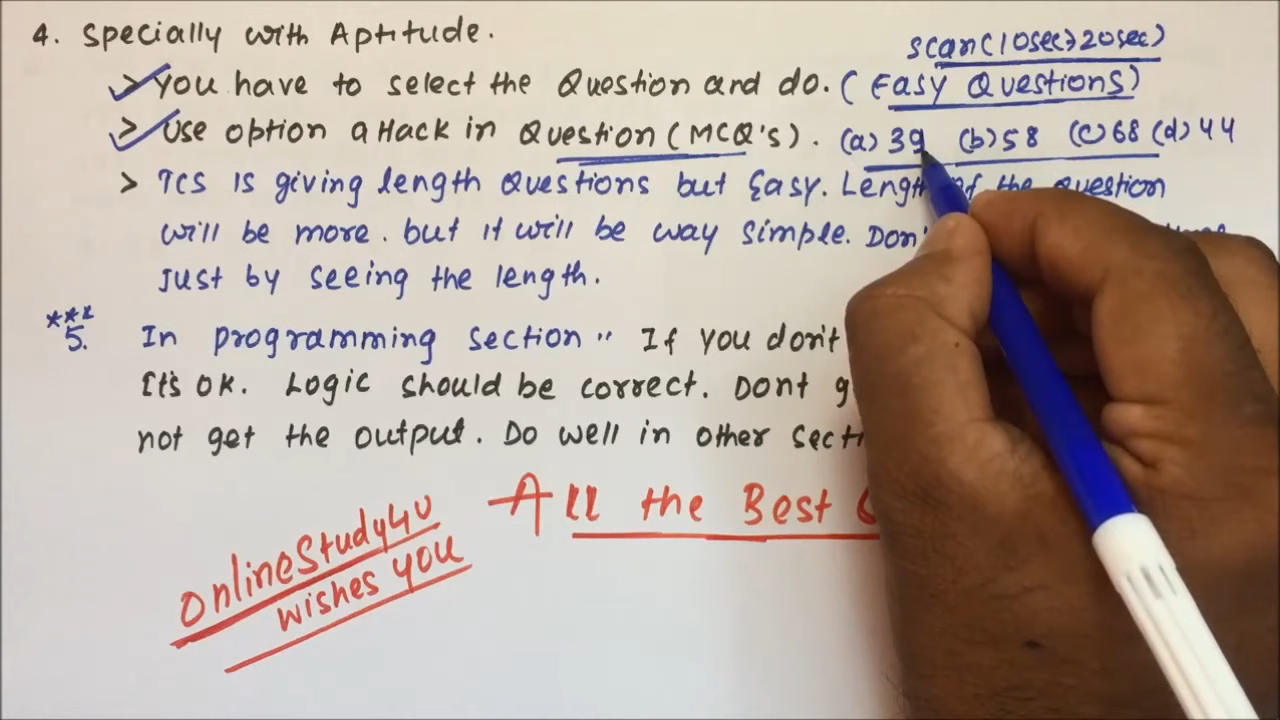 4. Specially with Aptitude.
scan(10sec→20sec)
> You have to select the Question and do. (Easy Questions)
> Use option attack in Question (MCQ's). (a) 39 (b) 58 (c) 68 (d) 44
> TCS is giving length Questions but Easy. Length of the question
will be more. but it will be way simple. Don'
Just by seeing the length.
***
5. In programming section " If you don't
It's OK. Logic should be correct. Dont
not get the output. Do well in other
All the Best
onlineStudy4u
wishes you